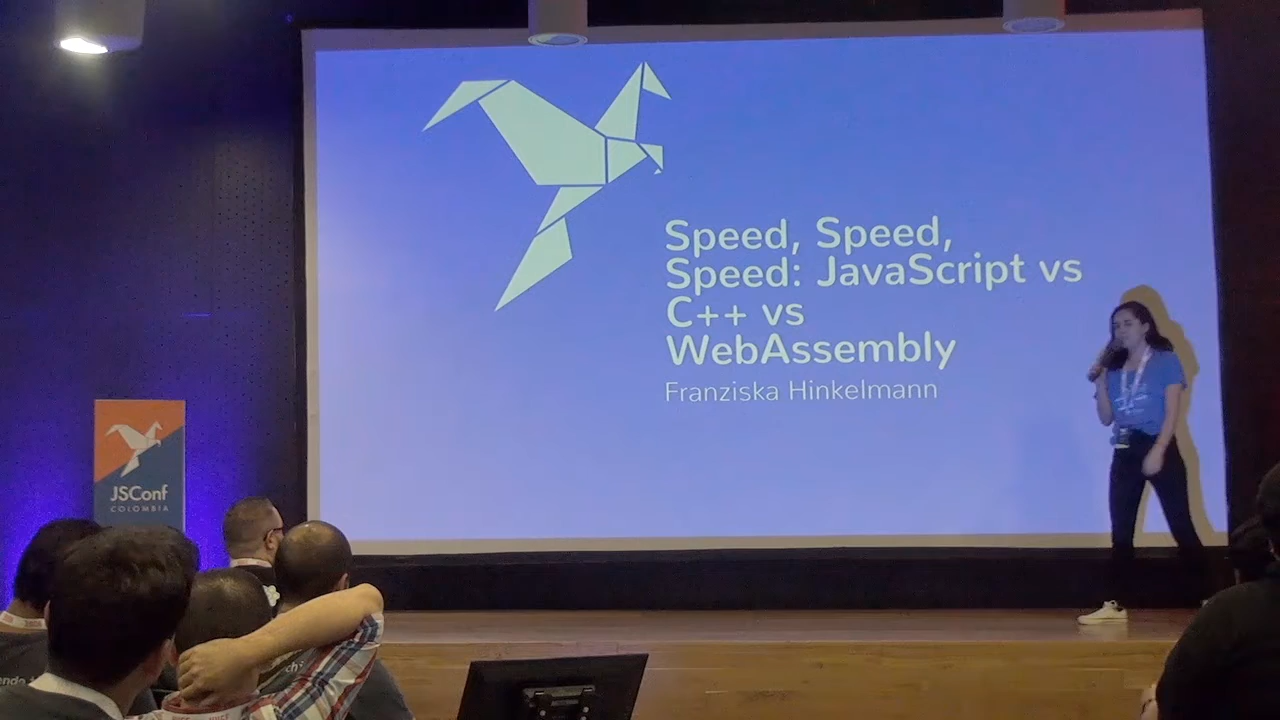 Speed, Speed,
Speed: JavaScript vs
C++ vs
WebAssembly
Franziska Hinkelmann
JSConf
COLOMBIA